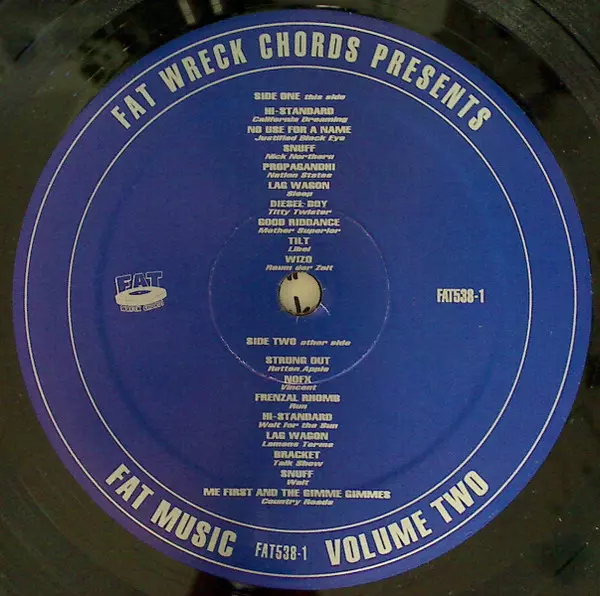 FAT WRECK CHORDS PRESENTS
SIDE ONE this side
HI-STANDARD
California Dreaming
NO USE FOR A NAME
Justified Black Eye
SNUFF
Nick Northern
PROPAGANDHI
Nation States
LAG WAGON
Sleep
DIESEL BOY
Titty Twister
GOOD RIDDANCE
Mother Superior
TILT
Libel
WIZO
Raum der Zeit
FAT
WRECK CHORDS
FAT538-1
SIDE TWO other side
STRUNG OUT
Rotten Apple
NOFX
Vincent
FRENZAL RHOMB
Run
HI-STANDARD
Wait for the Sun
LAG WAGON
Lamens Terms
BRACKET
Talk Show
SNUFF
Walt
ME FIRST AND THE GIMME GIMMES
Country Roads
FAT MUSIC FAT538-1 VOLUME TWO